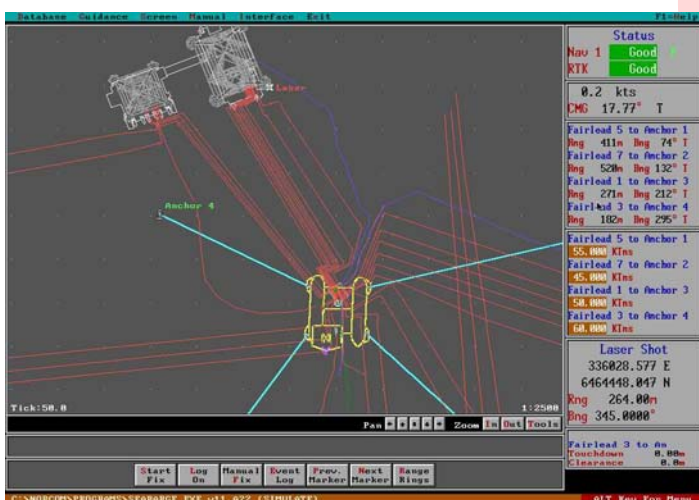 Database Guidance Screen Manual Interface Exit F1=Help
Laser
Anchor 4
Tick:50.0
1:2500
Pan
Zoom In Out Tools
Start Fix
Log On
Manual Fix
Event Log
Prev. Marker
Next Marker
Range Rings
Status
Nav 1 Good
RTK Good
0.2 kts
CMG 17.77° T
Fairlead 5 to Anchor 1
Rng 411m Bng 74° T
Fairlead 7 to Anchor 2
Rng 520m Bng 132° T
Fairlead 1 to Anchor 3
Rng 271m Bng 212° T
Fairlead 3 to Anchor 4
Rng 182m Bng 295° T
Fairlead 5 to Anchor 1
55.000 KTns
Fairlead 7 to Anchor 2
45.000 KTns
Fairlead 1 to Anchor 3
50.000 KTns
Fairlead 3 to Anchor 4
60.000 KTns
Laser Shot
336028.577 E
6464448.047 N
Rng 264.00m
Bng 345.0000°
Fairlead 3 to An
Touchdown 0.00m
Clearance 0.0m
ALT Key For Menu